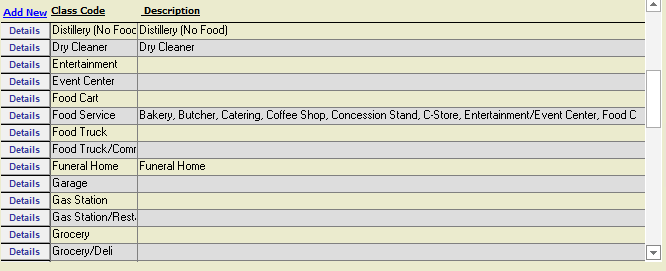 Add New Class Code Description
Details Distillery (No Food Distillery (No Food)
Details Dry Cleaner Dry Cleaner
Details Entertainment
Details Event Center
Details Food Cart
Details Food Service Bakery, Butcher, Catering, Coffee Shop, Concession Stand, C-Store, Entertainment/Event Center, Food C
Details Food Truck
Details Food Truck/Comr
Details Funeral Home Funeral Home
Details Garage
Details Gas Station
Details Gas Station/Resta
Details Grocery
Details Grocery/Deli